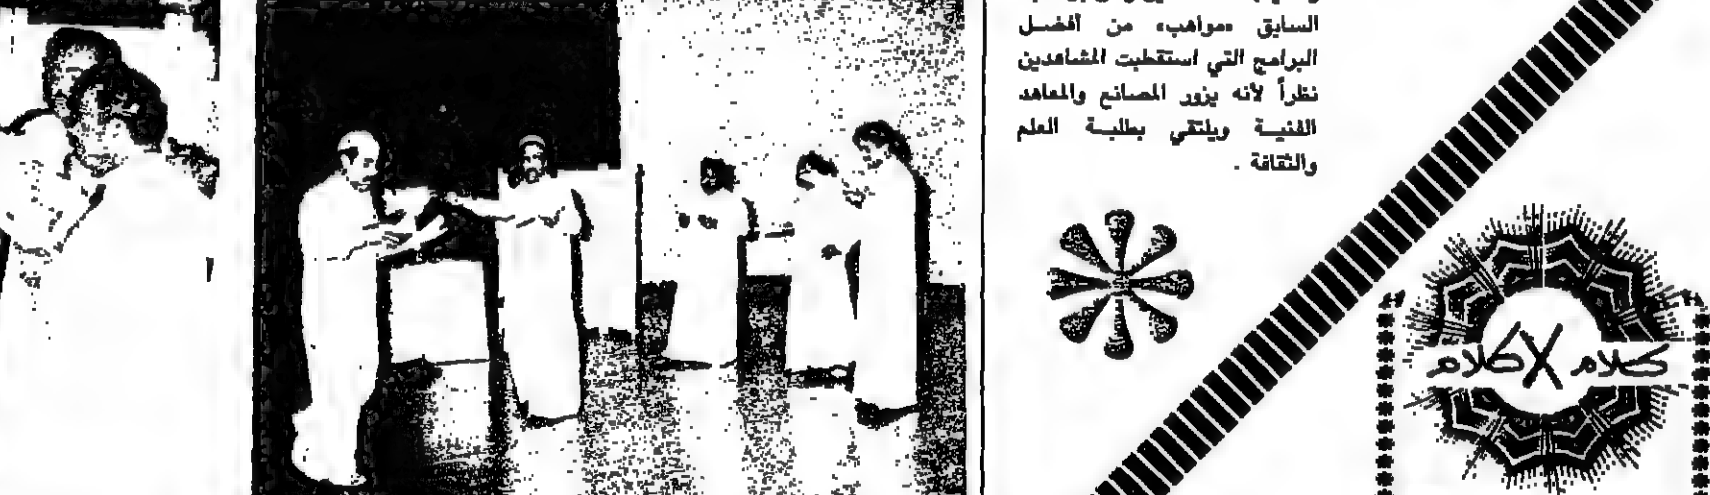 السابق «مواهب» من أفضل
البرامج التي استقطبت المشاهدين
نظراً لأنه يزور المصانع والمعاهد
الفنية ويلتقي بطلبة العلم
والثقافة .
كلام X كلام